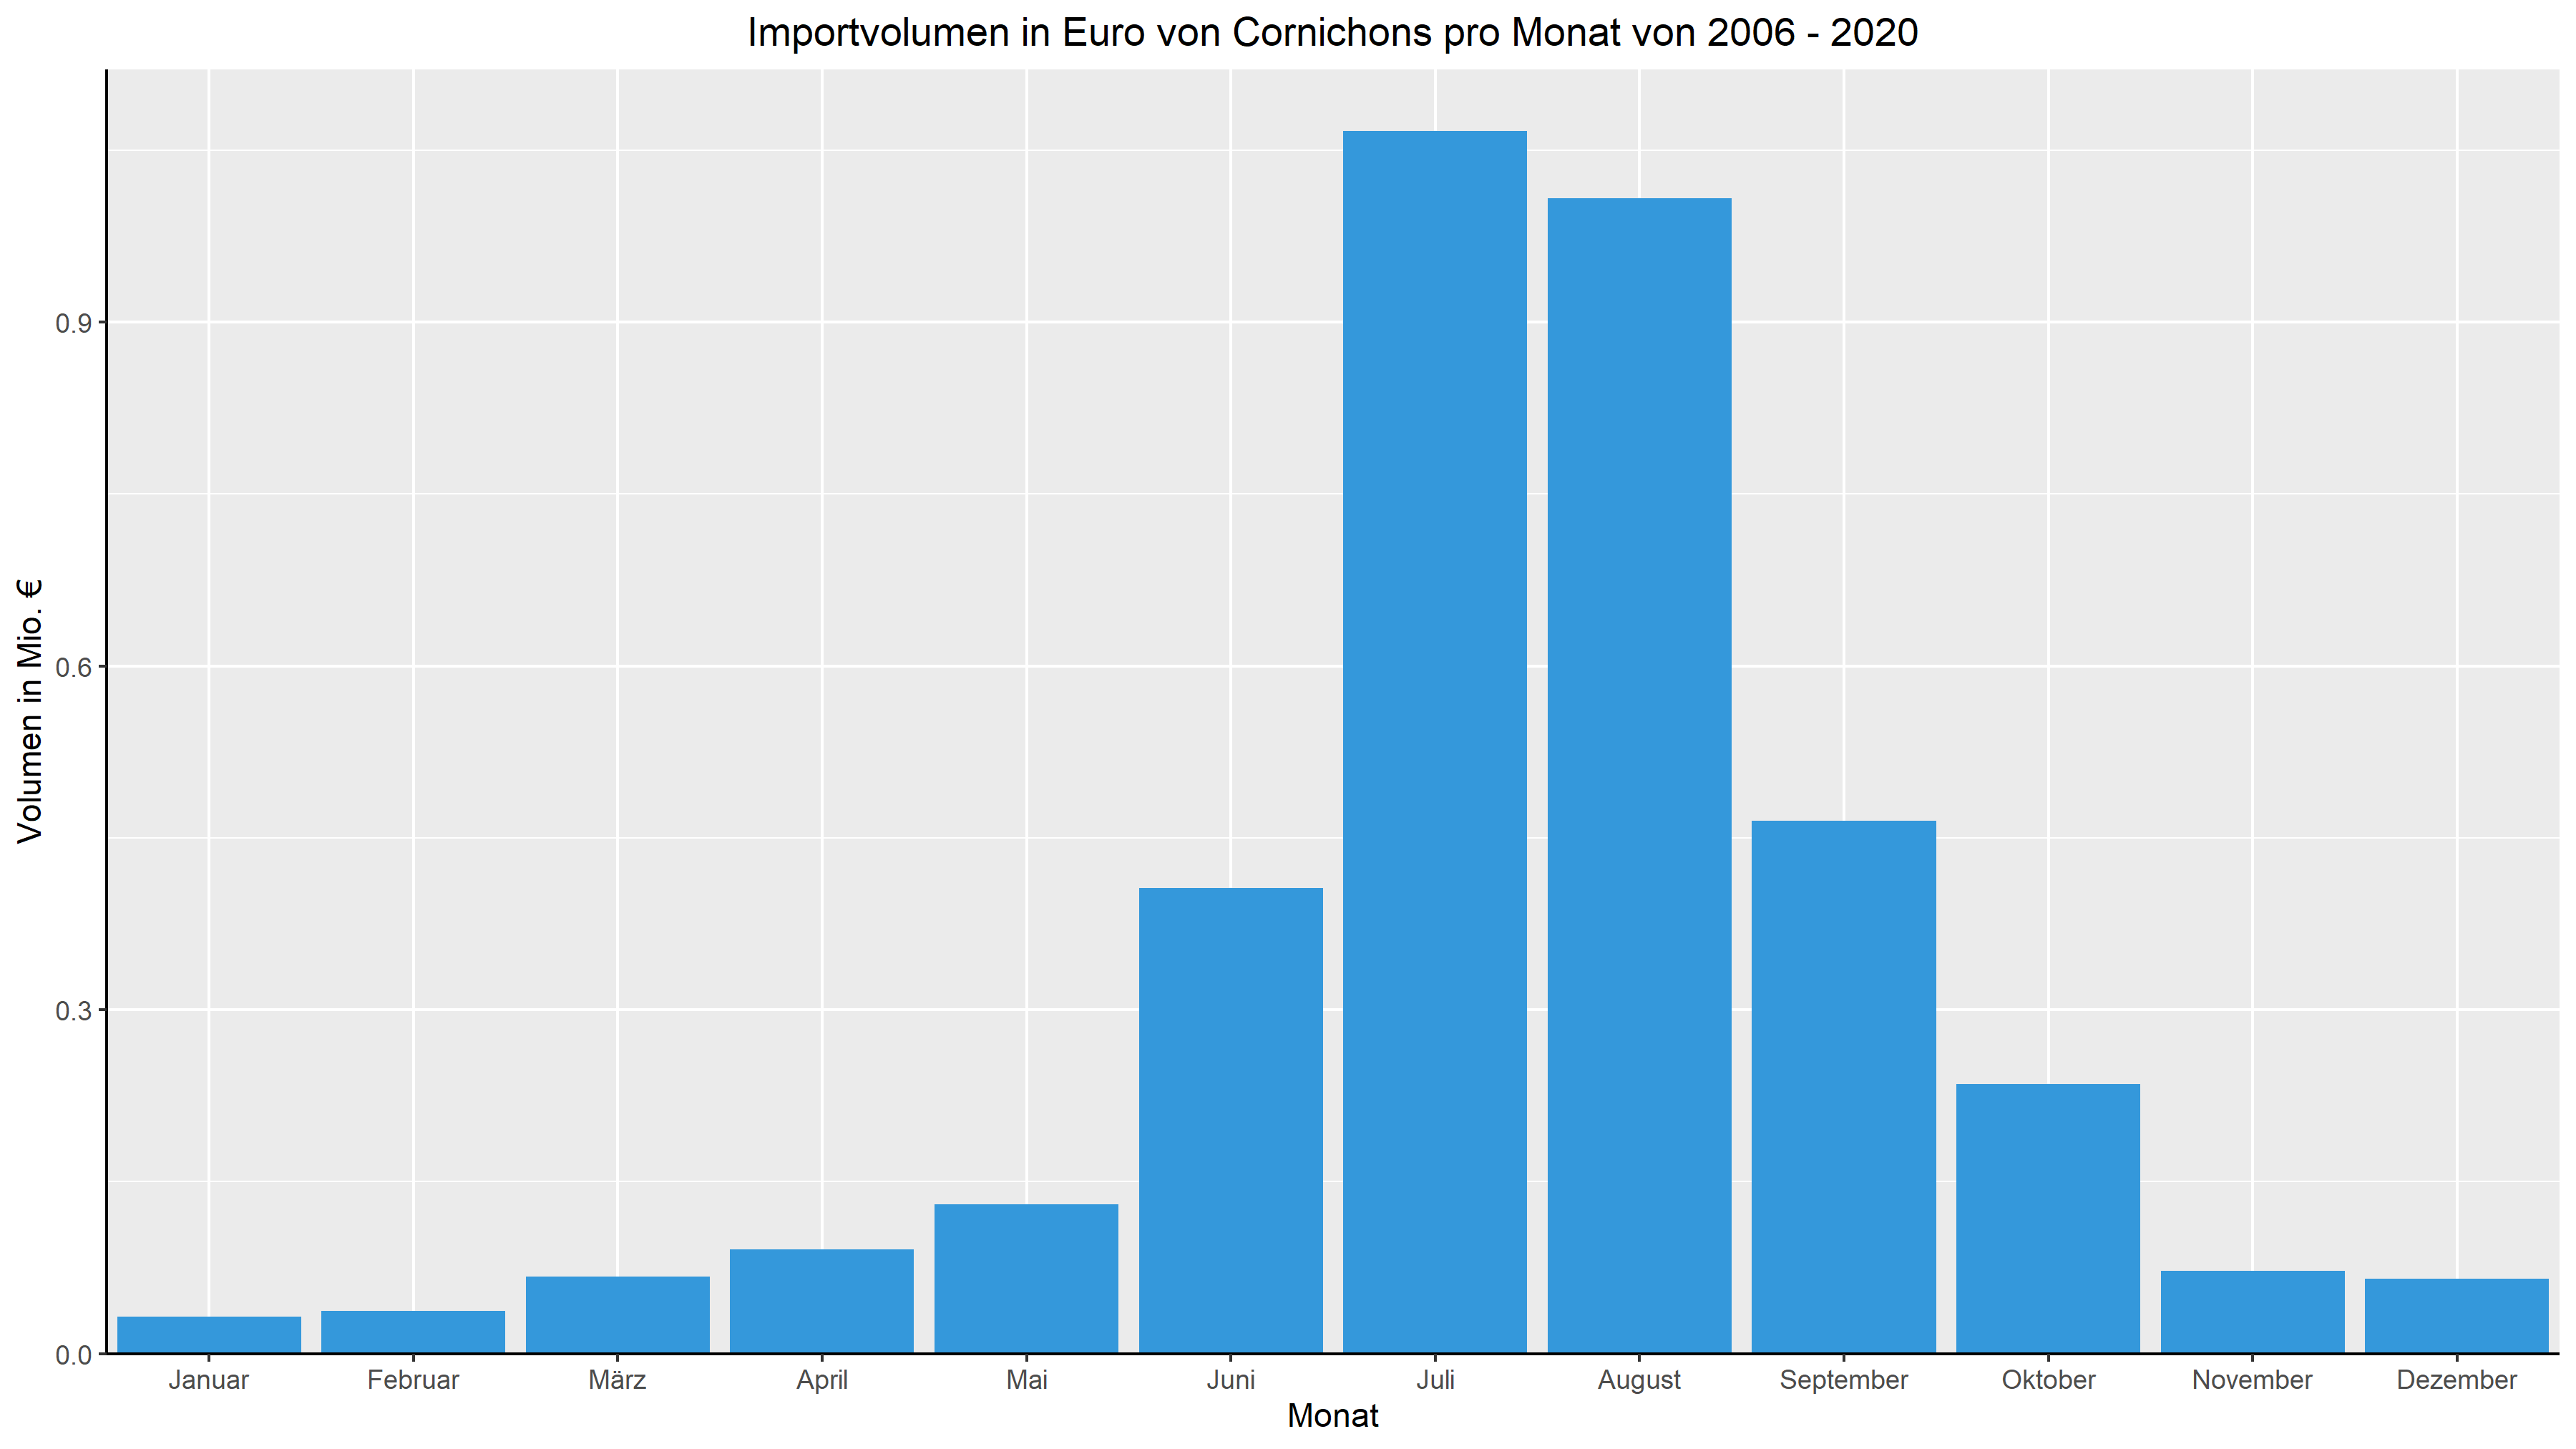 Importvolumen in Euro von Cornichons pro Monat von 2006 - 2020
Volumen in Mio. €
0.9
0.6
0.3
0.0
Januar Februar März April Mai Juni Juli August September Oktober November Dezember
Monat